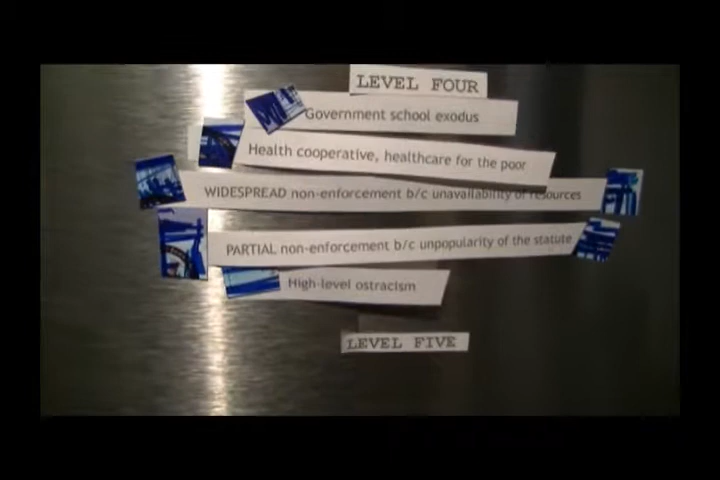 LEVEL FOUR
Government school exodus
Health cooperative, healthcare for the poor
WIDESPREAD non-enforcement b/c unavailability of resources
PARTIAL non-enforcement b/c unpopularity of the statute
High-level ostracism
LEVEL FIVE